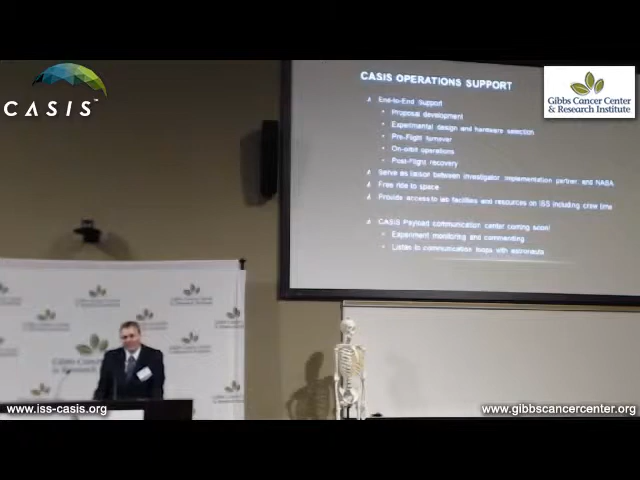 CASIS™
CASIS OPERATIONS SUPPORT
Gibbs Cancer Center
& Research Institute
End-to-End Support
Proposal development
Experimental design and hardware selection
Pre-Flight turnover
On-orbit operations
Post-Flight recovery
Serve as liaison between investigator, implementation partner, and NASA
Free ride to space
Provide access to lab facilities and resources on ISS including crew time
CASIS Payload communication center coming soon!
Experiment monitoring and commanding
Listen to communication loops with astronauts
Gibbs Cancer
& Research
www.iss-casis.org
www.gibbscancercenter.org